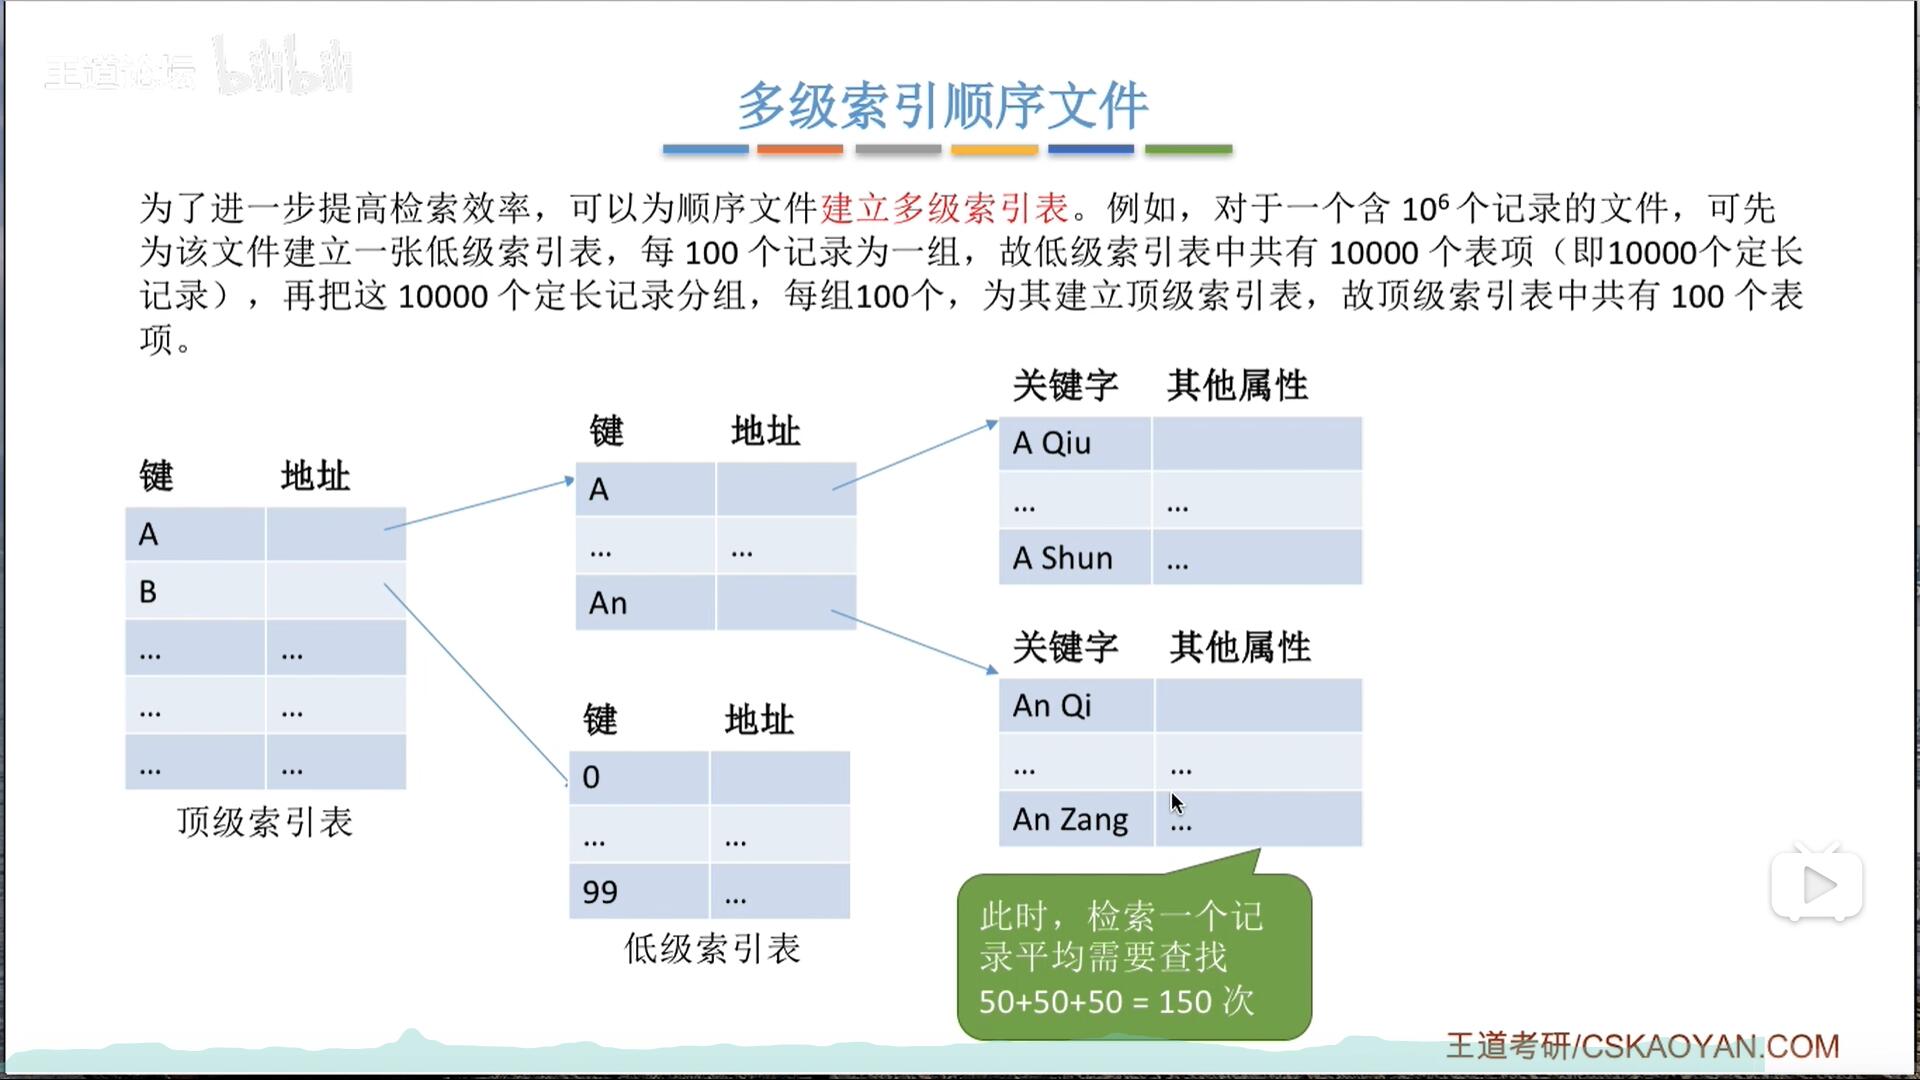 王道论坛 bilibili
多级索引顺序文件
为了进一步提高检索效率，可以为顺序文件建立多级索引表。例如，对于一个含 10⁶ 个记录的文件，可先
为该文件建立一张低级索引表，每 100 个记录为一组，故低级索引表中共有 10000 个表项（即10000个定长
记录），再把这 10000 个定长记录分组，每组100个，为其建立顶级索引表，故顶级索引表中共有 100 个表
项。
键 地址
A
B
... ...
... ...
... ...
顶级索引表
键 地址
A
... ...
An
键 地址
0
... ...
99 ...
低级索引表
关键字 其他属性
A Qiu
... ...
A Shun ...
关键字 其他属性
An Qi
... ...
An Zang ...
此时，检索一个记
录平均需要查找
50+50+50 = 150 次
王道考研/CSKAOYAN.COM